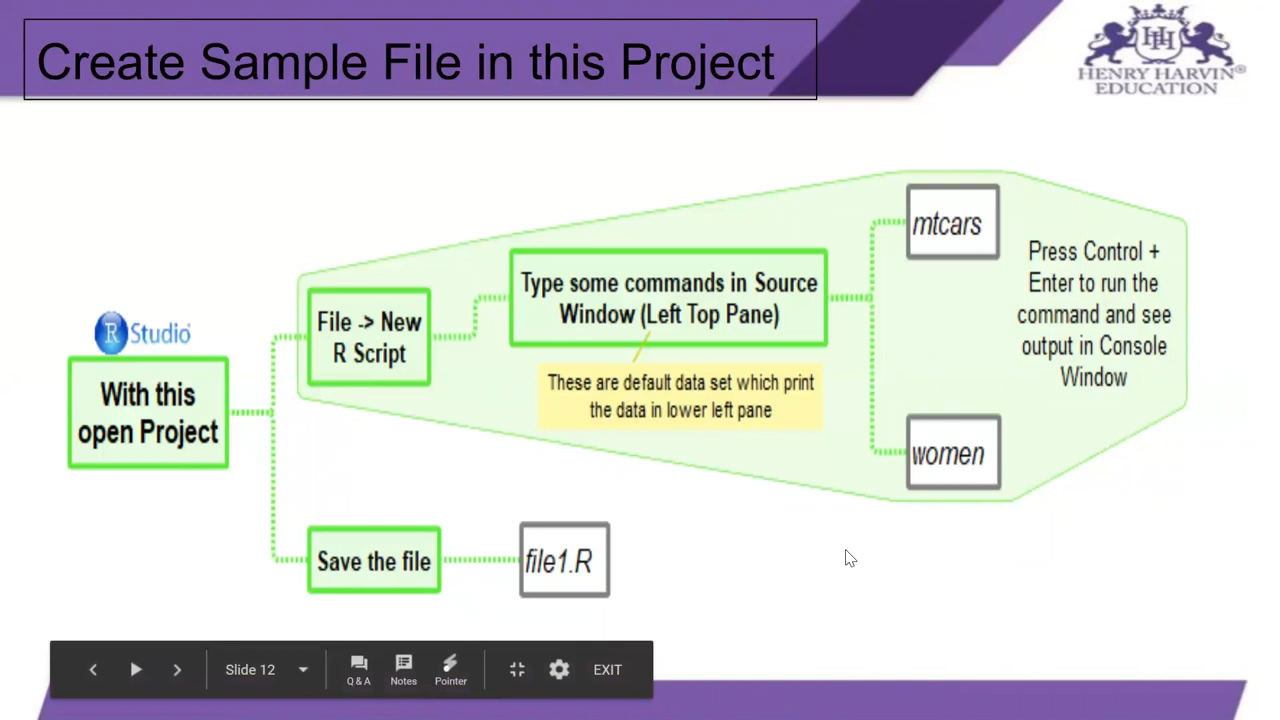 Create Sample File in this Project
HH
HENRY HARVIN®
EDUCATION
R Studio
With this
open Project
File -> New
R Script
Type some commands in Source
Window (Left Top Pane)
These are default data set which print
the data in lower left pane
mtcars
women
Press Control +
Enter to run the
command and see
output in Console
Window
Save the file
file1.R
Slide 12
Q & A
Notes
Pointer
EXIT